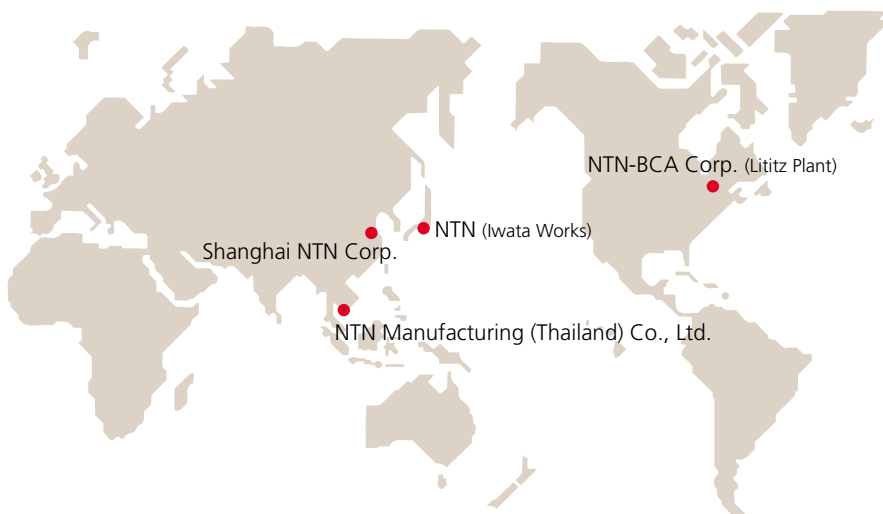 NTN-BCA Corp. (Lititz Plant)
NTN (Iwata Works)
Shanghai NTN Corp.
NTN Manufacturing (Thailand) Co., Ltd.